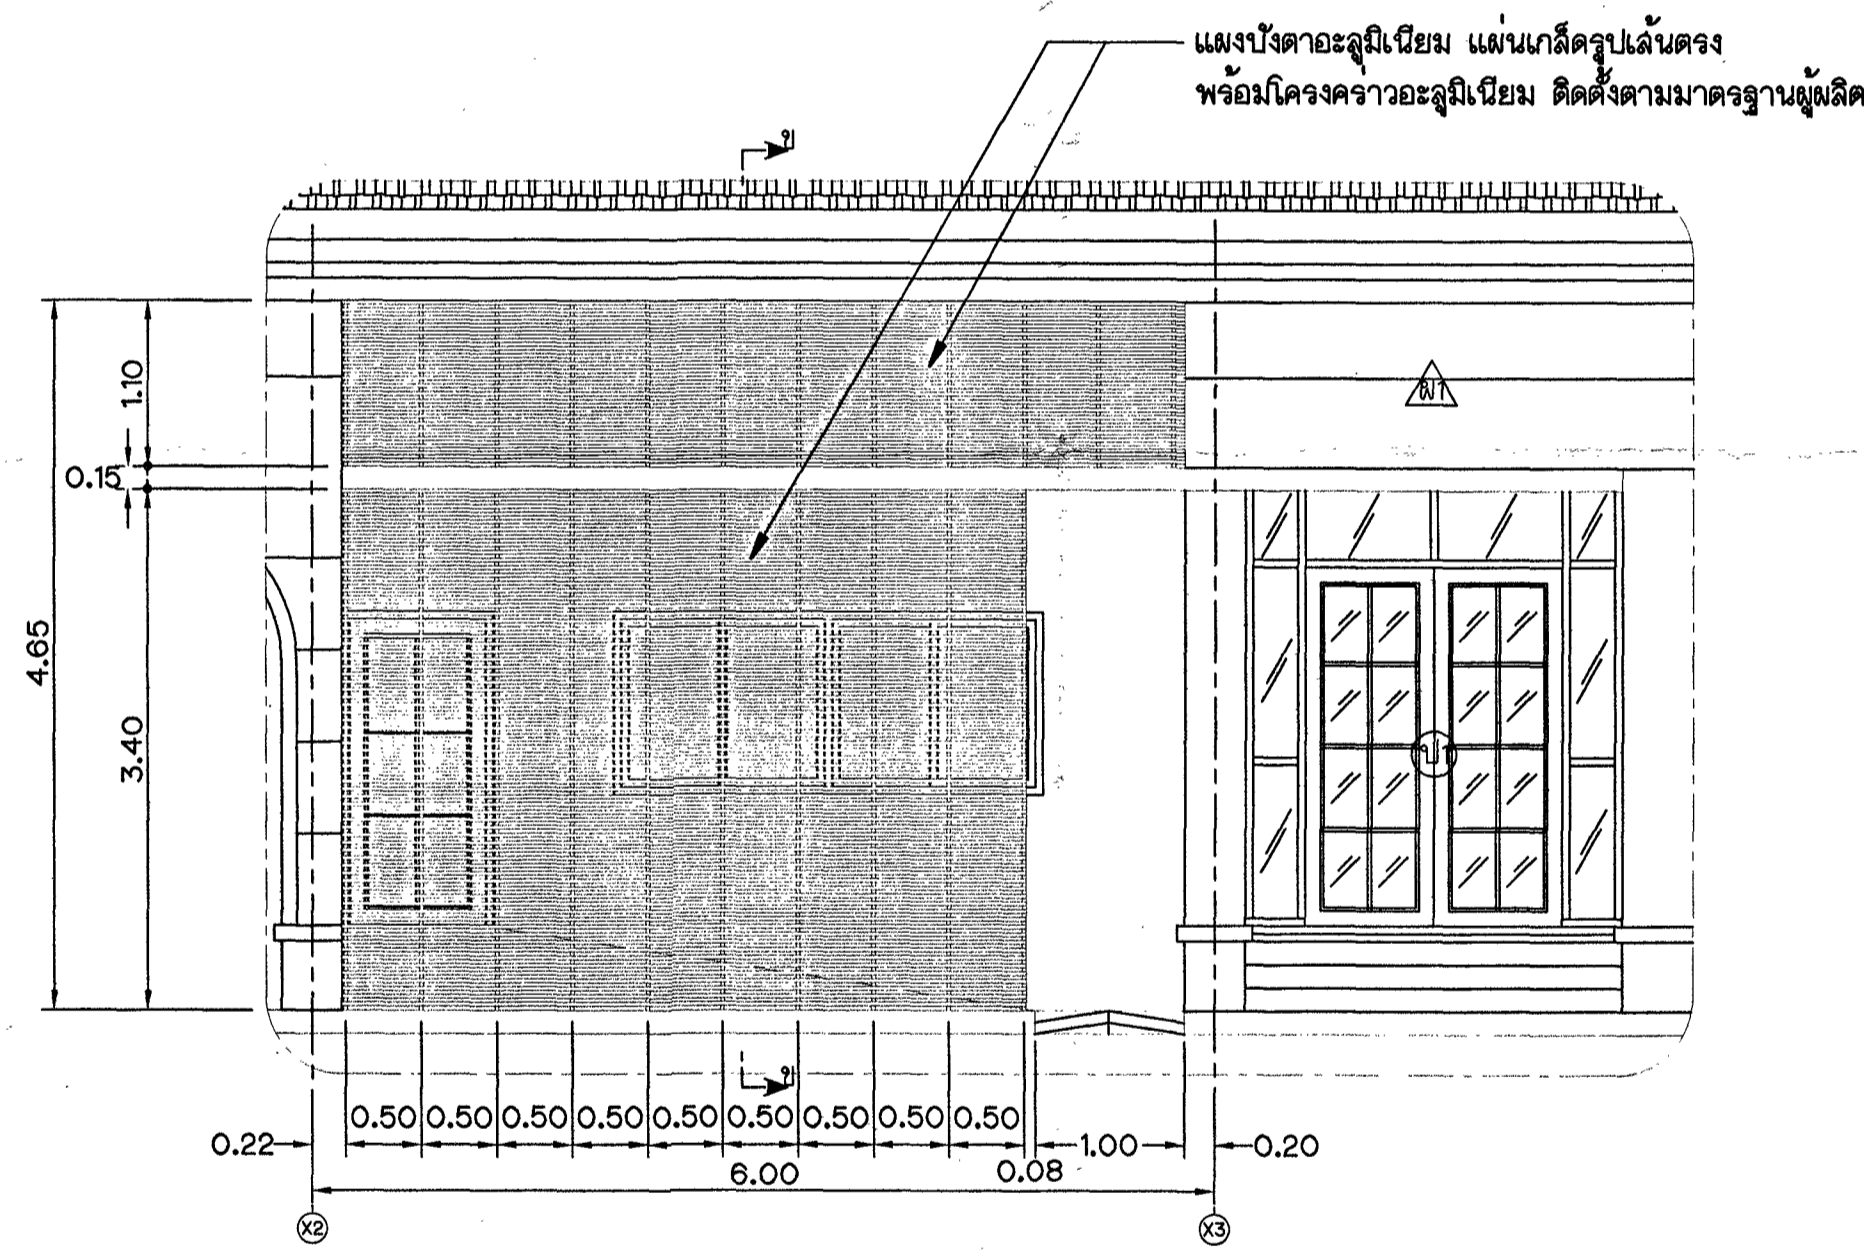 แผงบังตาอะลูมิเนียม แผ่นเกล็ดรูปเส้นตรง
พร้อมโครงคร่าวอะลูมิเนียม ติดตั้งตามมาตรฐานผู้ผลิต
ข
1.10
0.15
4.65
3.40
ฝ1
ป1
ข
0.50 0.50 0.50 0.50 0.50 0.50 0.50 0.50 0.50
0.22 1.00 0.20
6.00 0.08
X2 X3